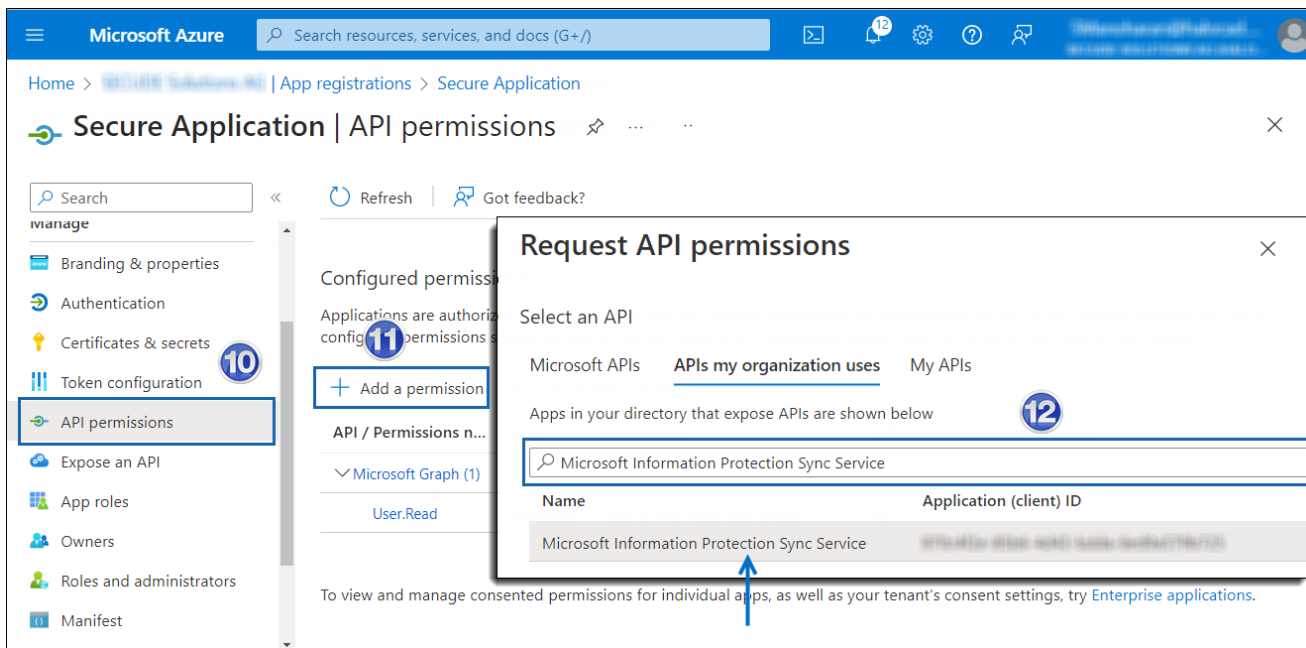 Microsoft Azure
Search resources, services, and docs (G+/)
12
Home > | App registrations > Secure Application
Secure Application | API permissions
Search
Refresh
Got feedback?
Manage
Branding & properties
Authentication
Certificates & secrets
10
Token configuration
API permissions
Expose an API
App roles
Owners
Roles and administrators
Manifest
Configured permissi
Applications are authoriz
config permissions s
11
Add a permission
API / Permissions n...
Microsoft Graph (1)
User.Read
Request API permissions
Select an API
Microsoft APIs
APIs my organization uses
My APIs
Apps in your directory that expose APIs are shown below
12
Microsoft Information Protection Sync Service
Name
Application (client) ID
Microsoft Information Protection Sync Service
To view and manage consented permissions for individual apps, as well as your tenant's consent settings, try Enterprise applications.